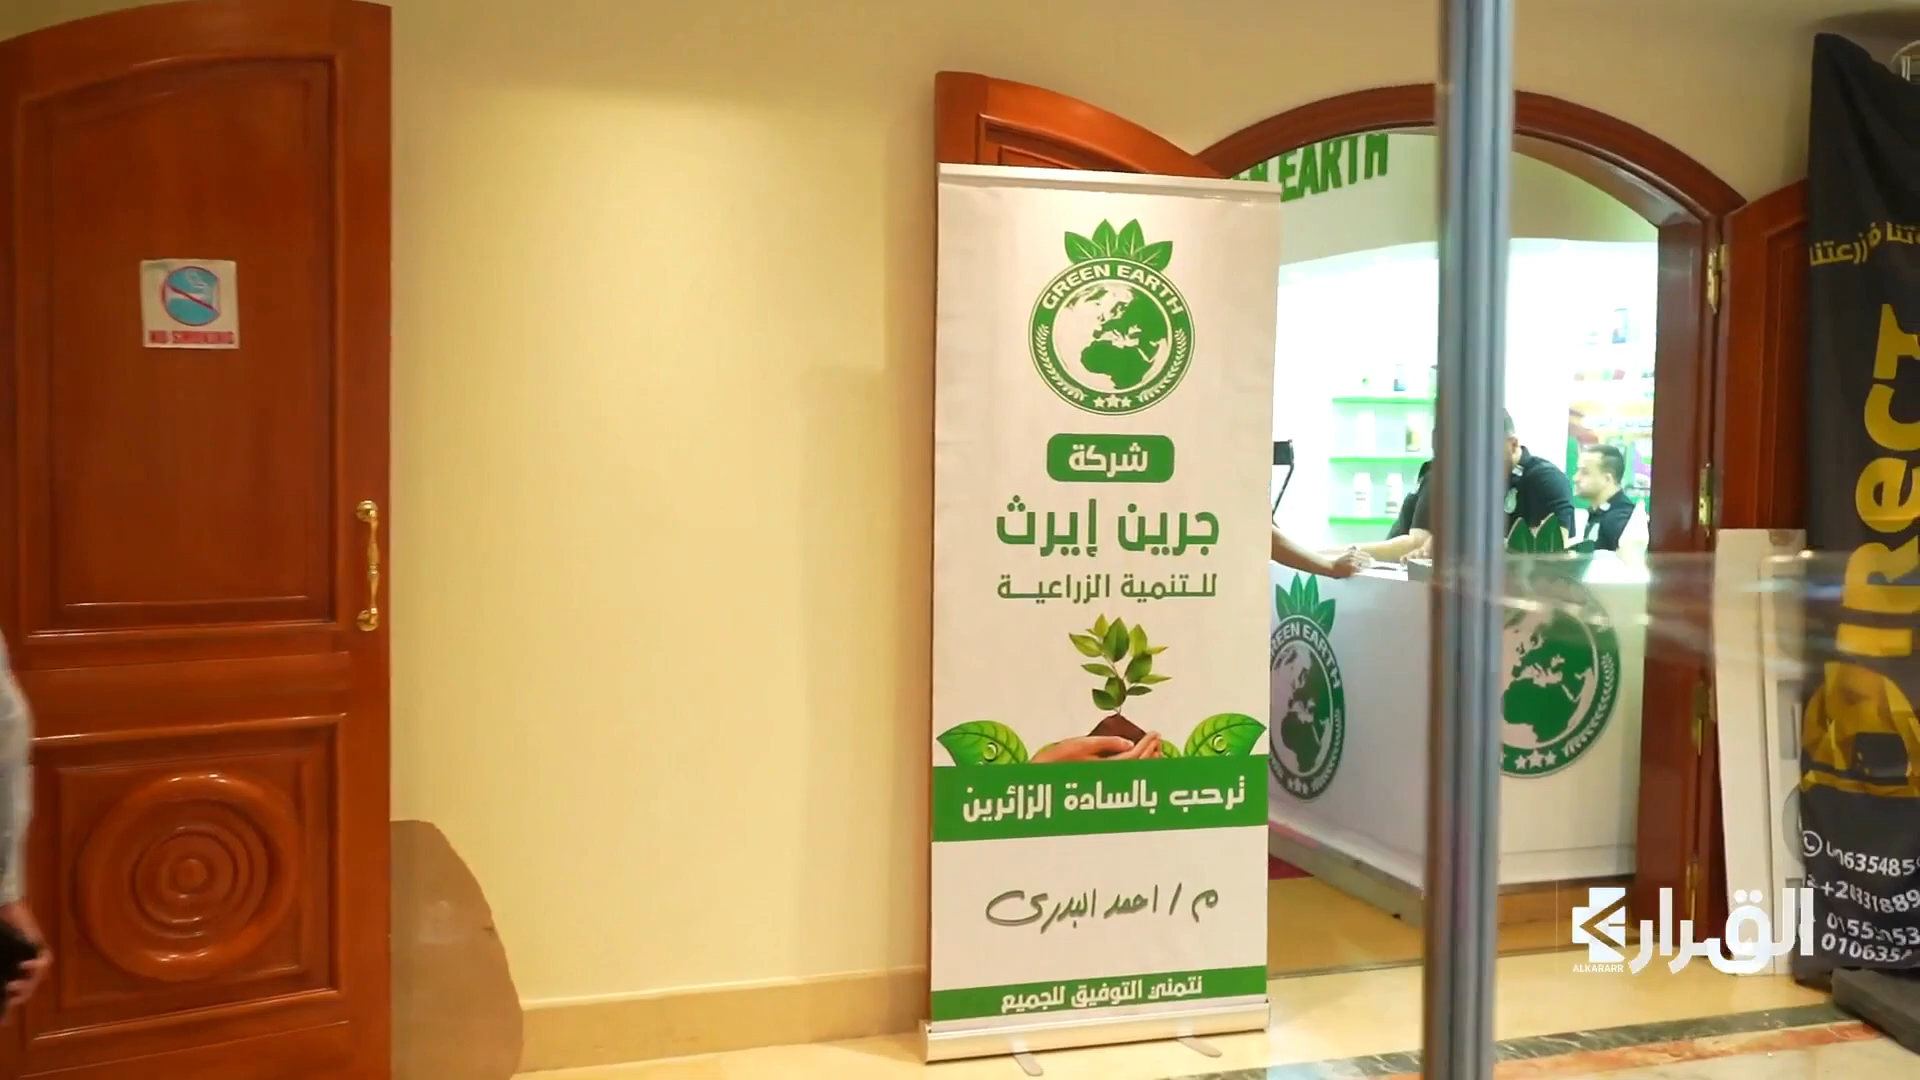 NO SMOKING
GREEN EARTH
شركة
جرين إيرث
للتنمية الزراعية
ترحب بالسادة الزائرين
م / احمد البدرى
نتمنى التوفيق للجميع
EARTH
GREEN EARTH
DIRECT
القرار
ALKARARR